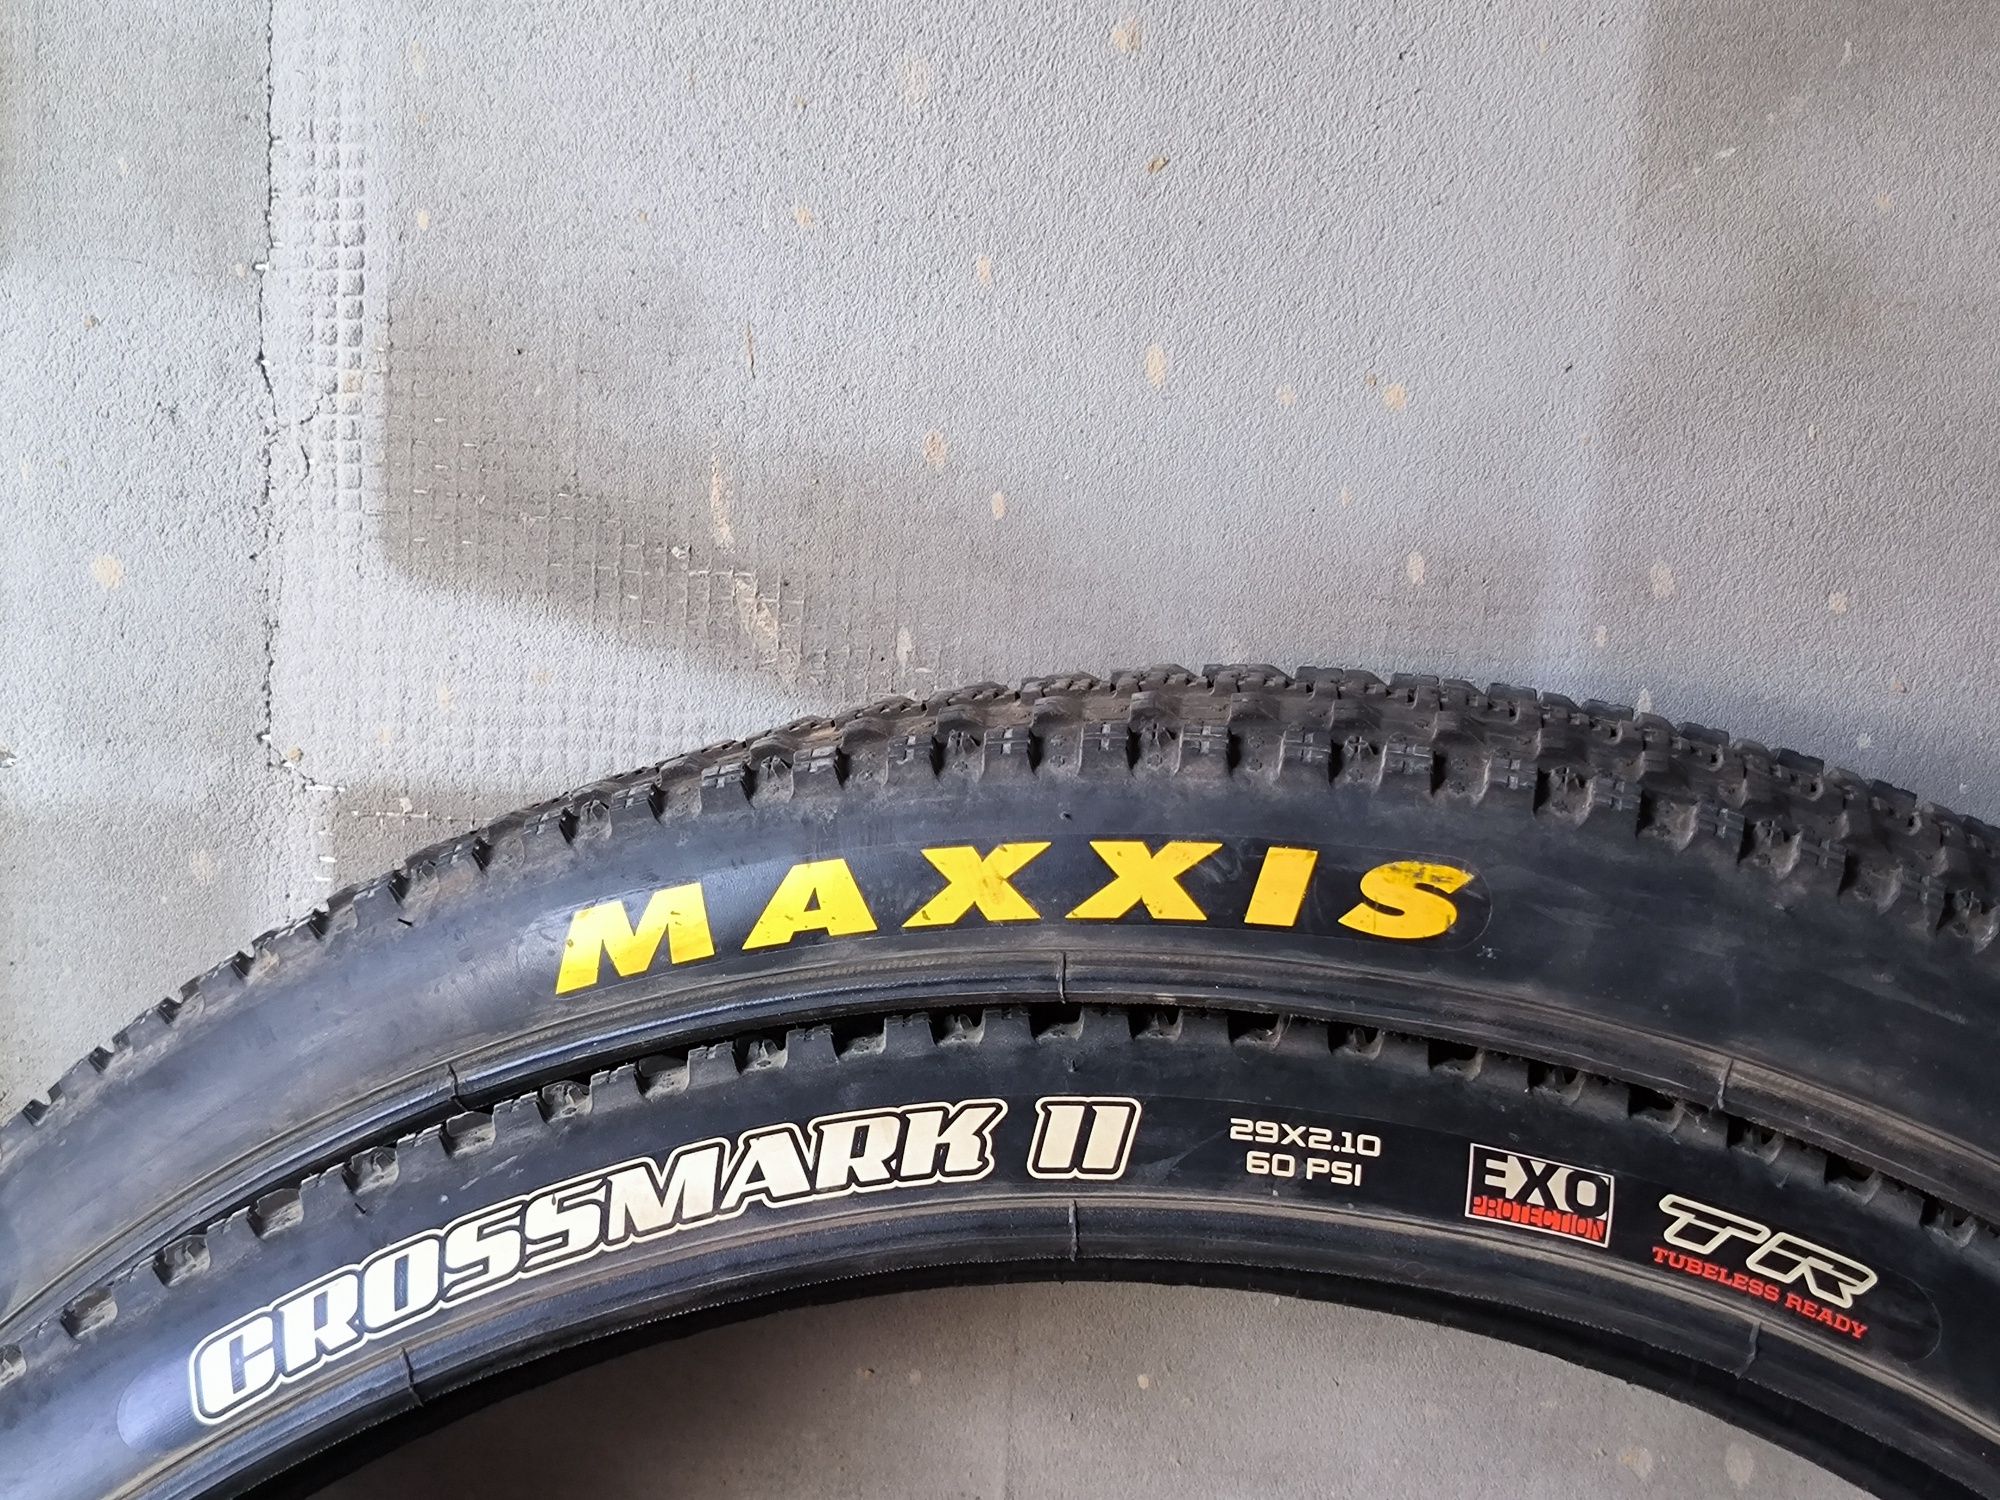 MAXXIS
CROSSMARK II
29X2.10
60 PSI
EXO
PROTECTION
TR
TUBELESS READY